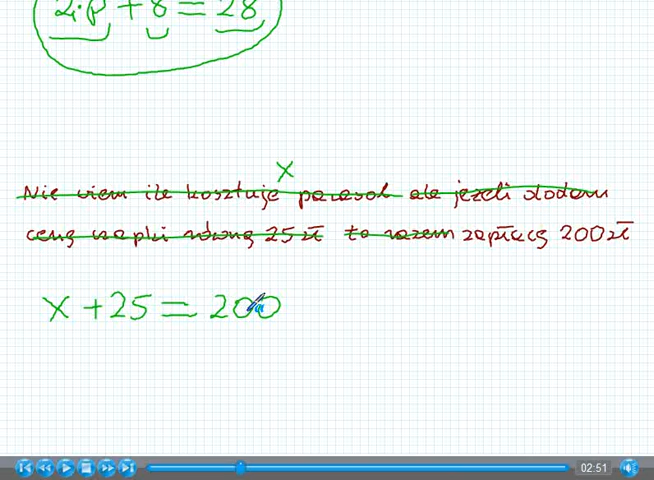 2·p + 8 = 28
x
Nie wiem ile kosztuje parasol ale jeżeli dodam
cenę czapki równą 25 zł to razem zapłacę 200 zł
x + 25 = 200
02:51